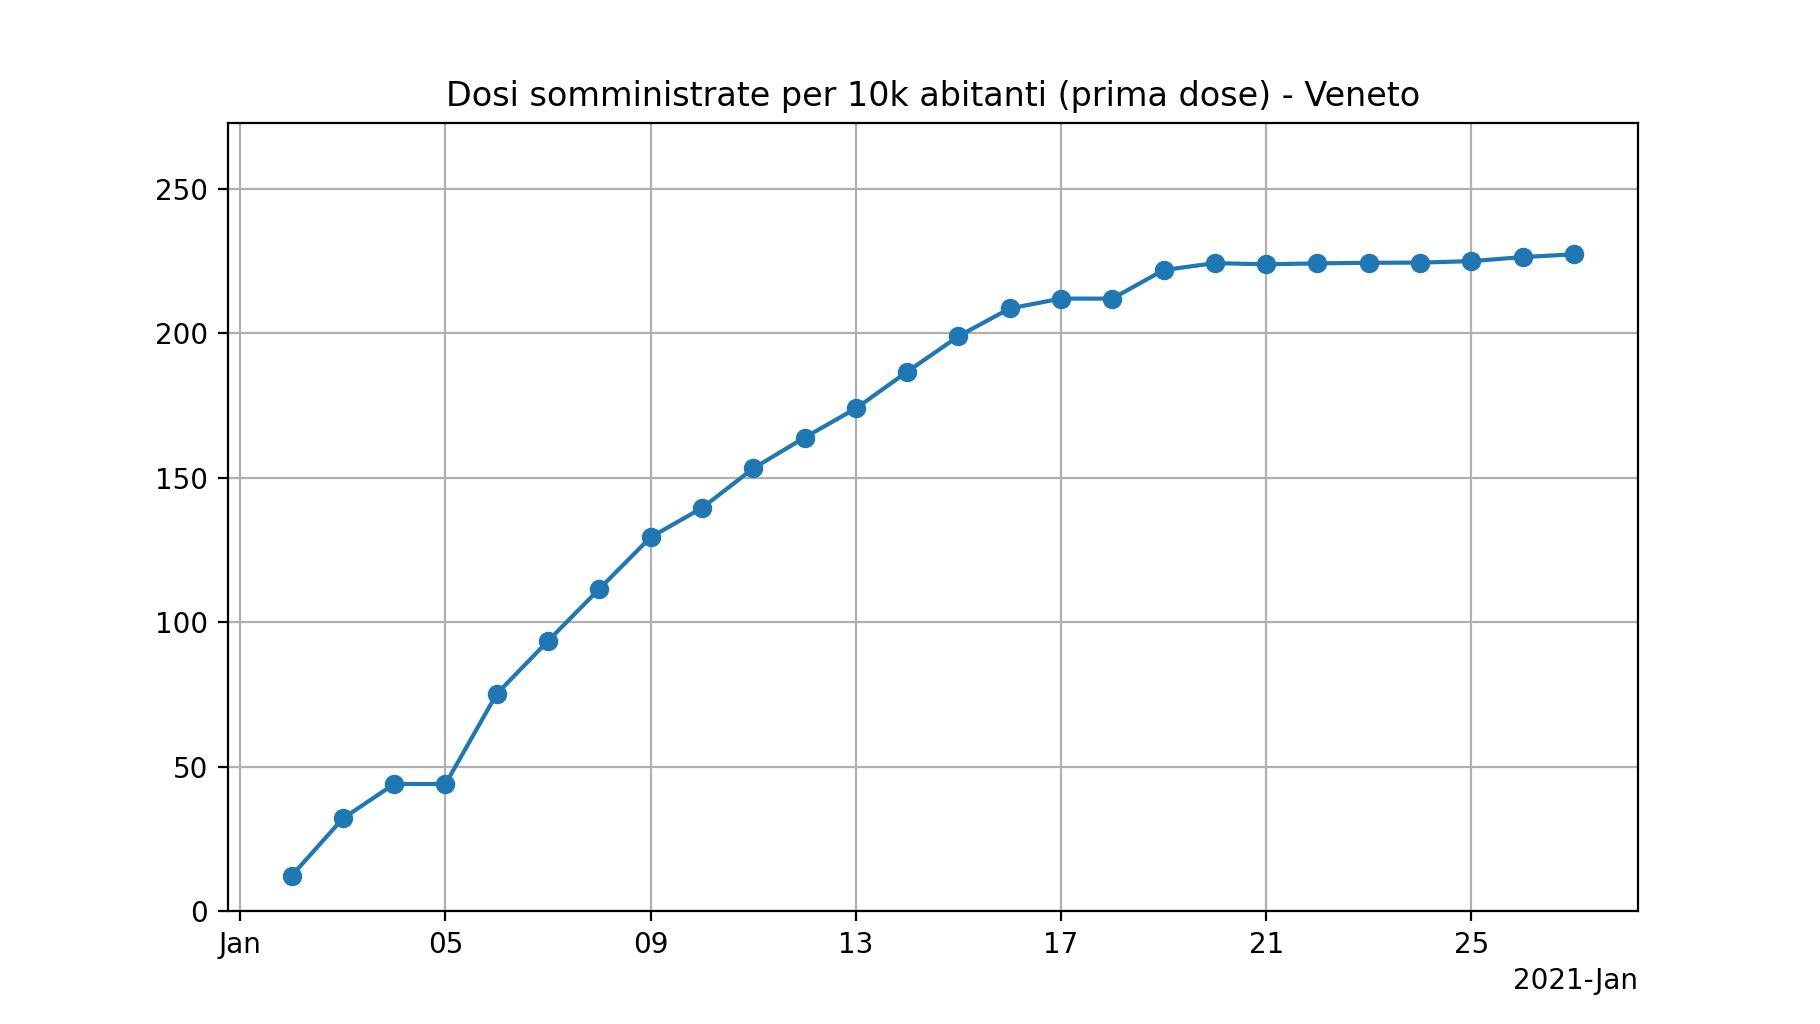 Dosi somministrate per 10k abitanti (prima dose) - Veneto
250
200
150
100
50
0
Jan 05 09 13 17 21 25
2021-Jan